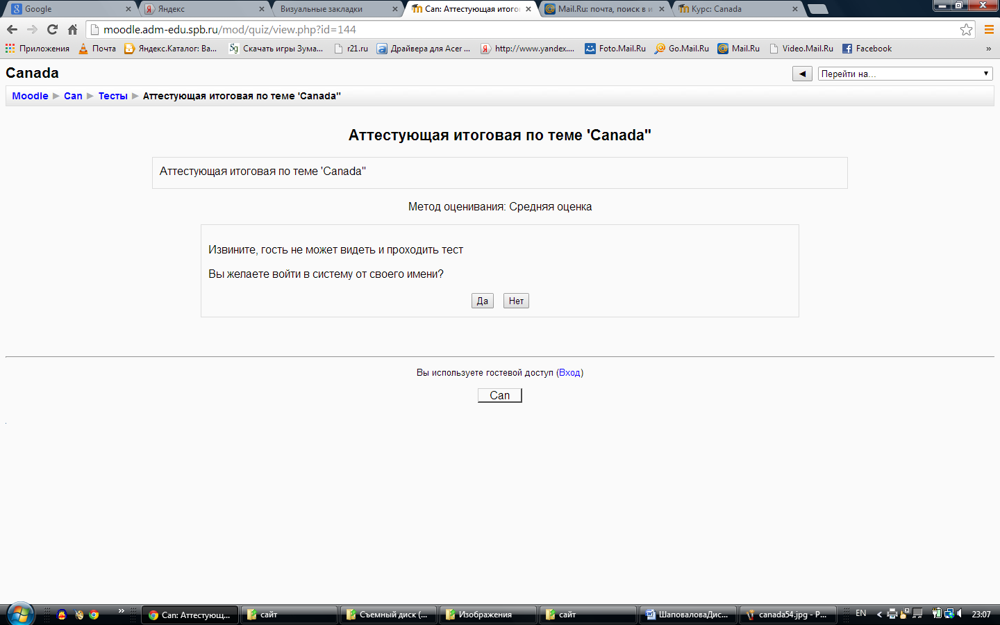 Google
Яндекс
Визуальные закладки
Can: Аттестующая итого
Mail.Ru: почта, поиск в и
Курс: Canada
moodle.adm-edu.spb.ru/mod/quiz/view.php?id=144
Приложения
Почта
Яндекс.Каталог: Ва...
Sg Скачать игры Зума...
r21.ru
Драйвера для Acer ...
http://www.yandex....
Foto.Mail.Ru
Go.Mail.Ru
Mail.Ru
Video.Mail.Ru
Facebook
»
Canada
Перейти на...
Moodle ► Can ► Тесты ► Аттестующая итоговая по теме 'Canada"
Аттестующая итоговая по теме 'Canada"
Аттестующая итоговая по теме 'Canada"
Метод оценивания: Средняя оценка
Извините, гость не может видеть и проходить тест
Вы желаете войти в систему от своего имени?
Да Нет
Вы используете гостевой доступ (Вход)
Can
.
»
Can: Аттестующ...
сайт
Съемный диск (...
Изображения
сайт
ШаповаловаДис...
canada54.jpg - P...
EN
23:07